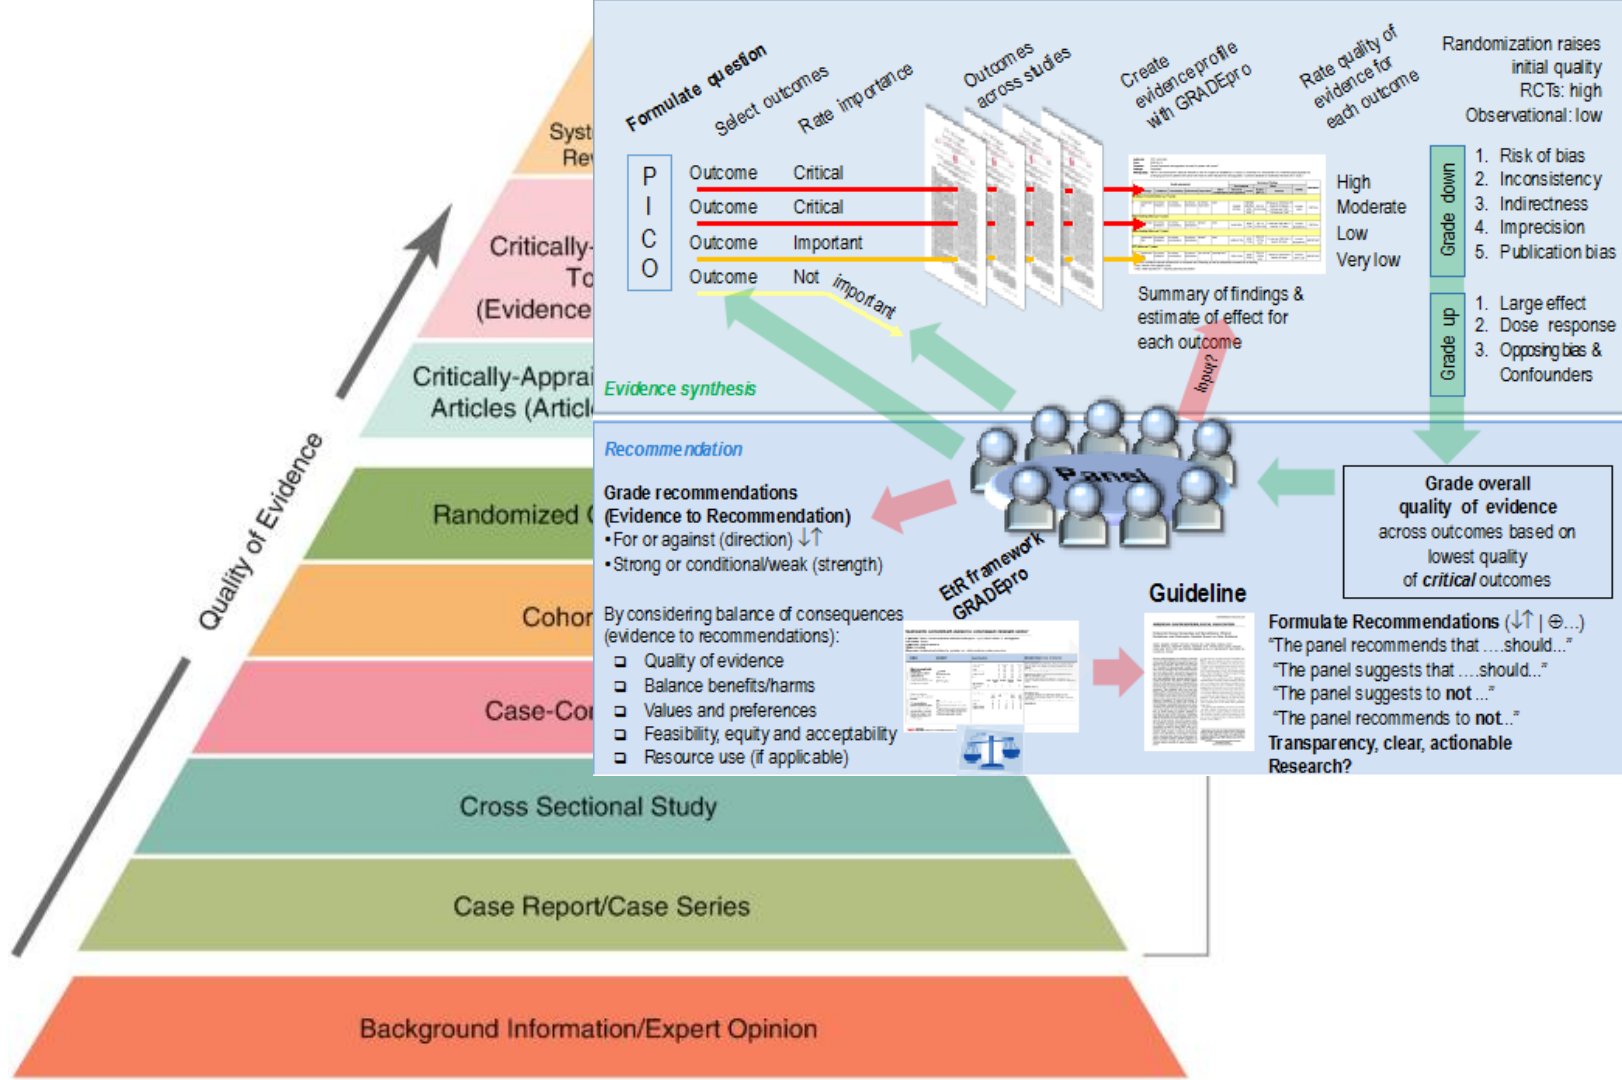 Syst
Rev
Critically-
To
(Evidence
Critically-Apprai
Articles (Articl
Randomized C
Cohor
Case-Con
Cross Sectional Study
Case Report/Case Series
Background Information/Expert Opinion
Quality of Evidence
Formulate question
Select outcomes
Rate importance
Outcomes
across studies
Create
evidence profile
with GRADEpro
Rate quality of
evidence for
each outcome
Randomization raises
initial quality
RCTs: high
Observational: low
P
I
C
O
Outcome Critical
Outcome Critical
Outcome Important
Outcome Not important
High
Moderate
Low
Very low
Summary of findings &
estimate of effect for
each outcome
Grade down
1. Risk of bias
2. Inconsistency
3. Indirectness
4. Imprecision
5. Publication bias
Grade up
1. Large effect
2. Dose response
3. Opposing bias &
Confounders
Evidence synthesis
Input?
Recommendation
Panel
Grade recommendations
(Evidence to Recommendation)
•For or against (direction) ↓↑
•Strong or conditional/weak (strength)
By considering balance of consequences
(evidence to recommendations):
❑ Quality of evidence
❑ Balance benefits/harms
❑ Values and preferences
❑ Feasibility, equity and acceptability
❑ Resource use (if applicable)
EtR framework
GRADEpro
Guideline
Grade overall
quality of evidence
across outcomes based on
lowest quality
of critical outcomes
Formulate Recommendations (↓↑ | ⊕...)
“The panel recommends that ....should...”
“The panel suggests that ....should...”
“The panel suggests to not ...”
“The panel recommends to not...”
Transparency, clear, actionable
Research?